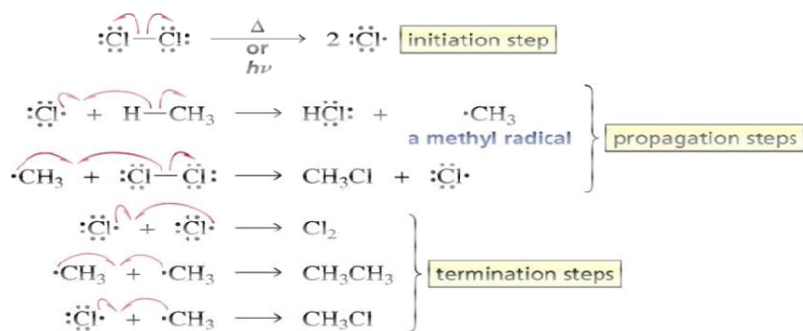 :C̈l—C̈l: Δ or hν → 2 :C̈l· initiation step
:C̈l· + H—CH₃ → HC̈l: + ·CH₃
a methyl radical propagation steps
·CH₃ + :C̈l—C̈l: → CH₃Cl + :C̈l·
:C̈l· + :C̈l· → Cl₂
·CH₃ + ·CH₃ → CH₃CH₃ termination steps
:C̈l· + ·CH₃ → CH₃Cl